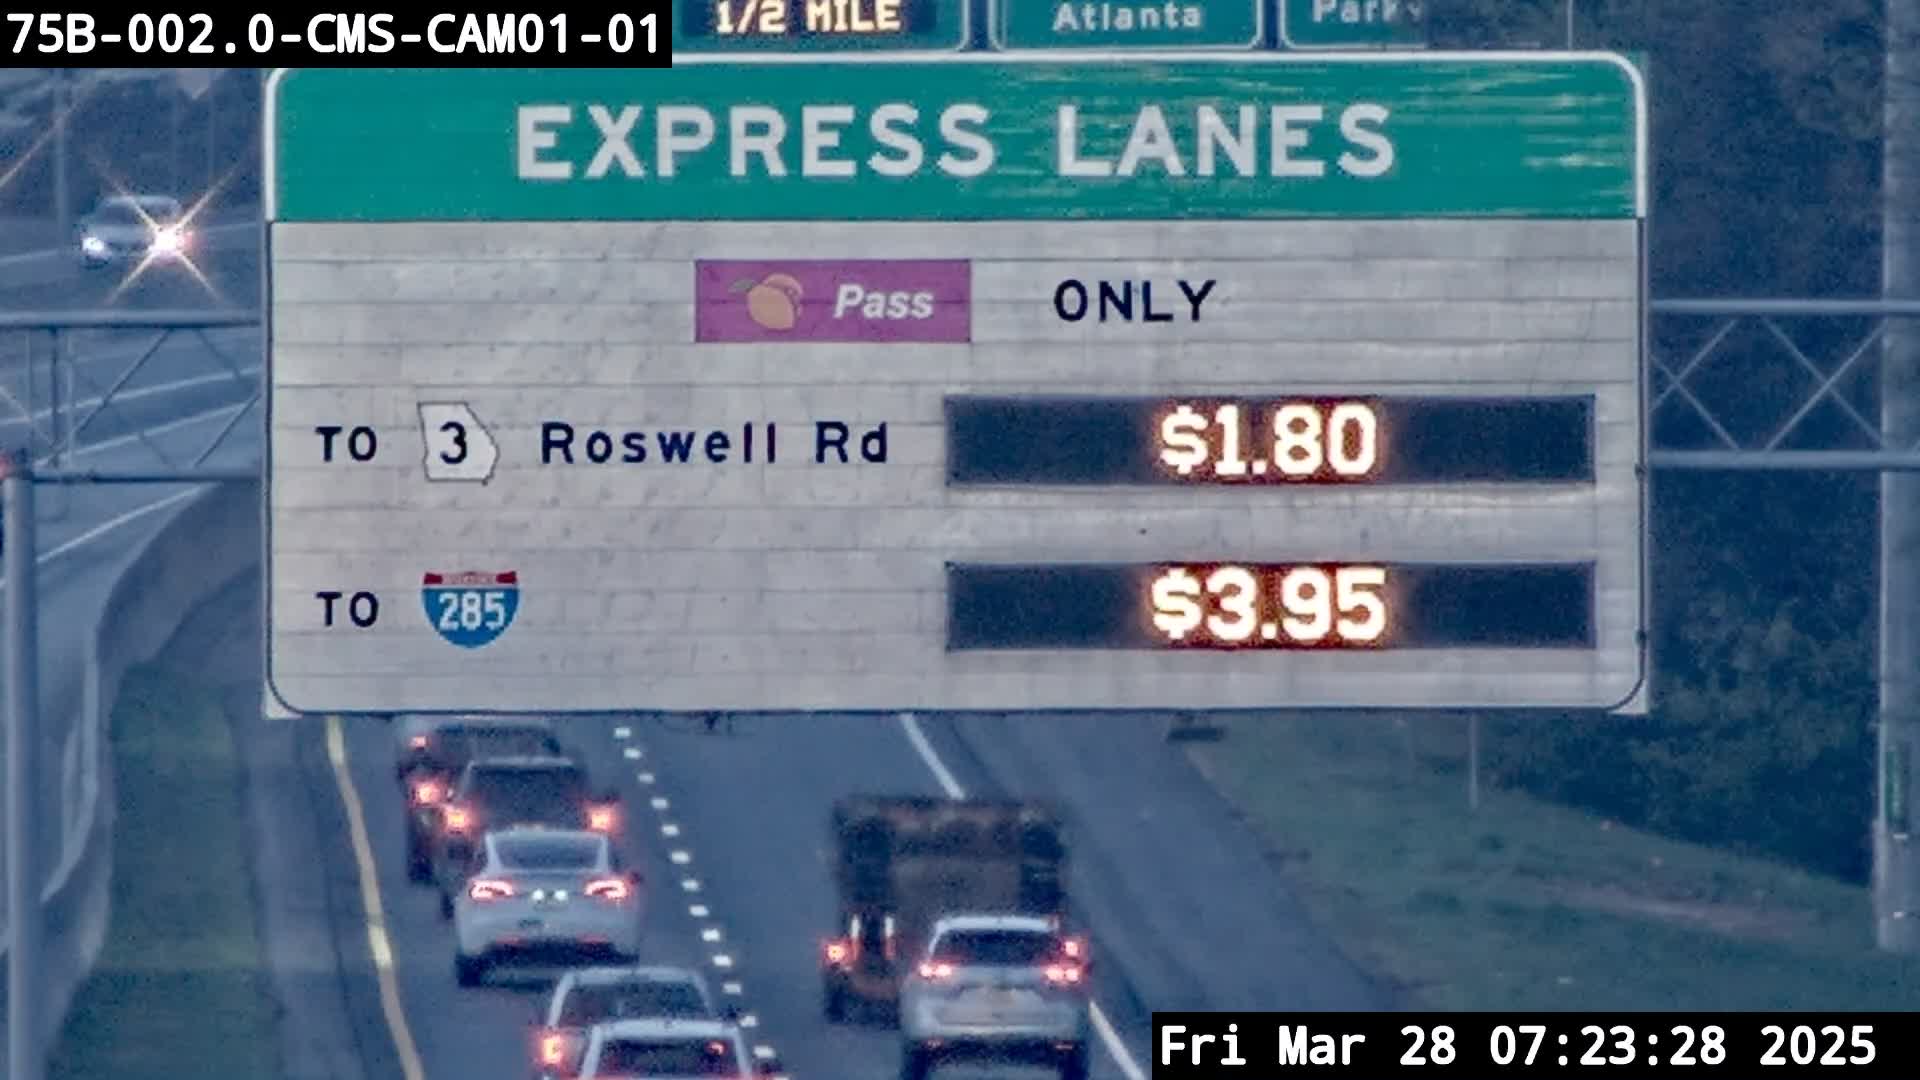 75B-002.0-CMS-CAM01-01
1/2 MILE
Atlanta
EXPRESS LANES
Pass ONLY
TO 3 Roswell Rd $1.80
TO 285 $3.95
Fri Mar 28 07:23:28 2025